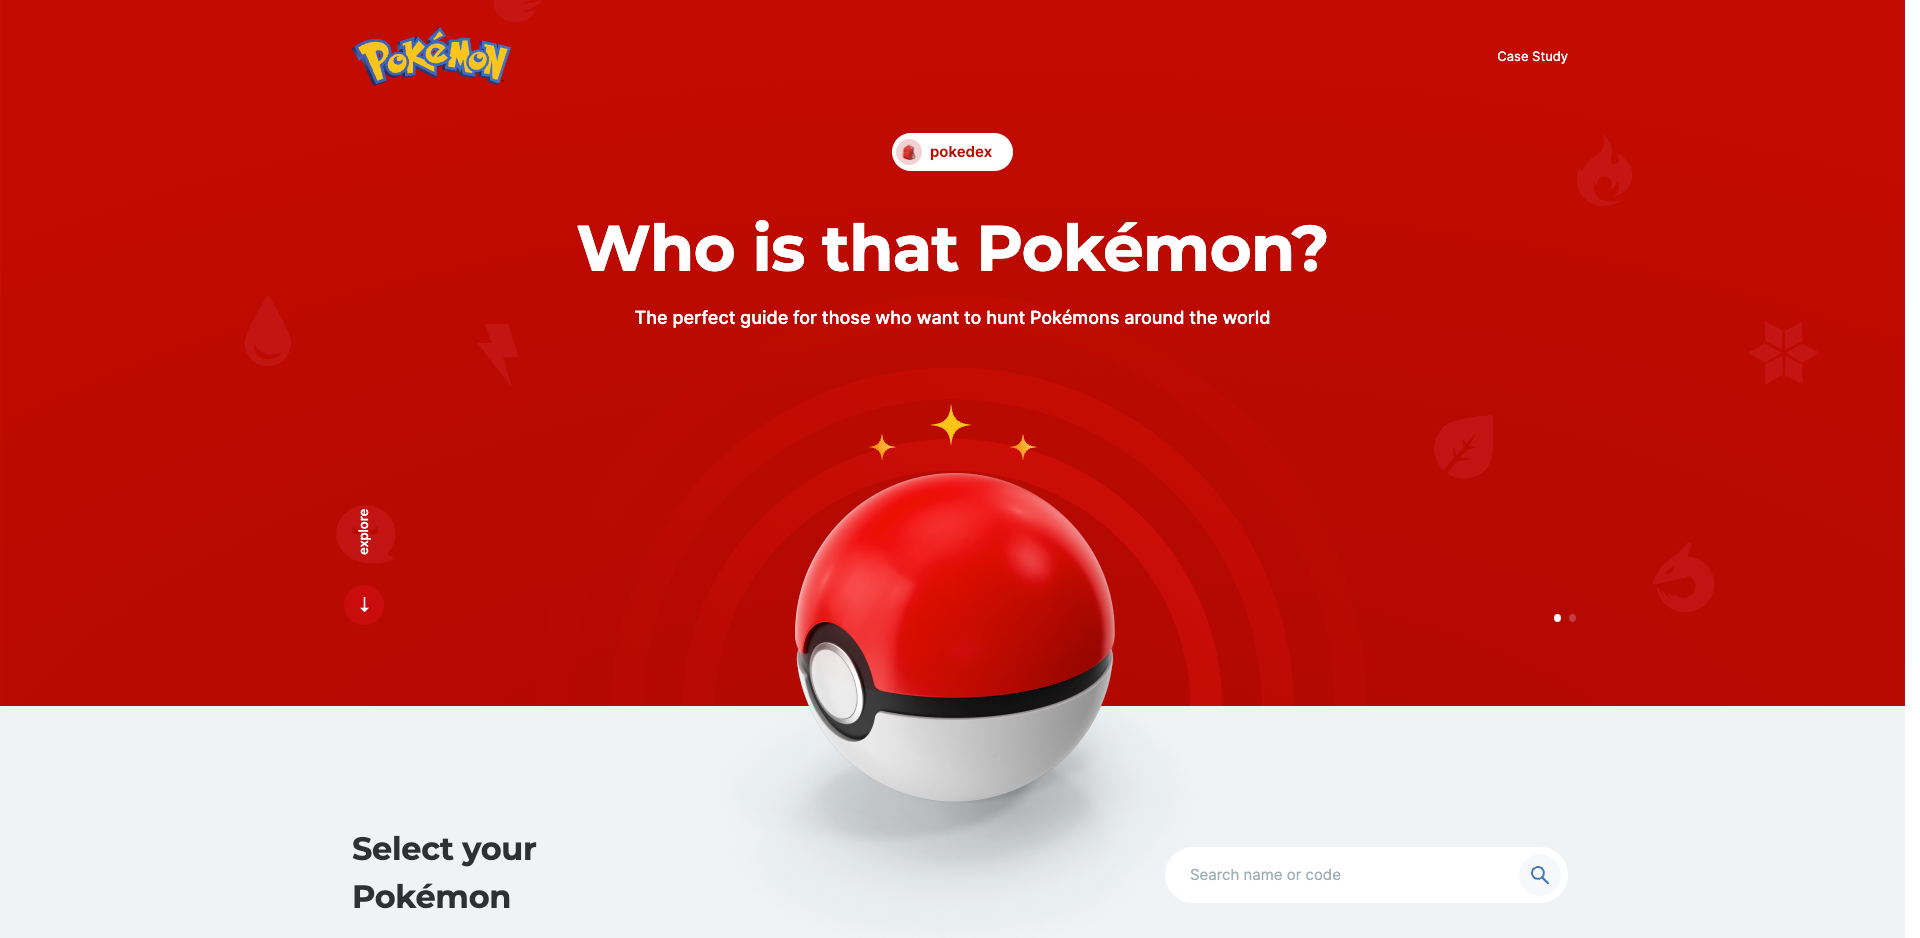 Pokémon
Case Study
pokedex
Who is that Pokémon?
The perfect guide for those who want to hunt Pokémons around the world
explore
Select your
Pokémon
Search name or code